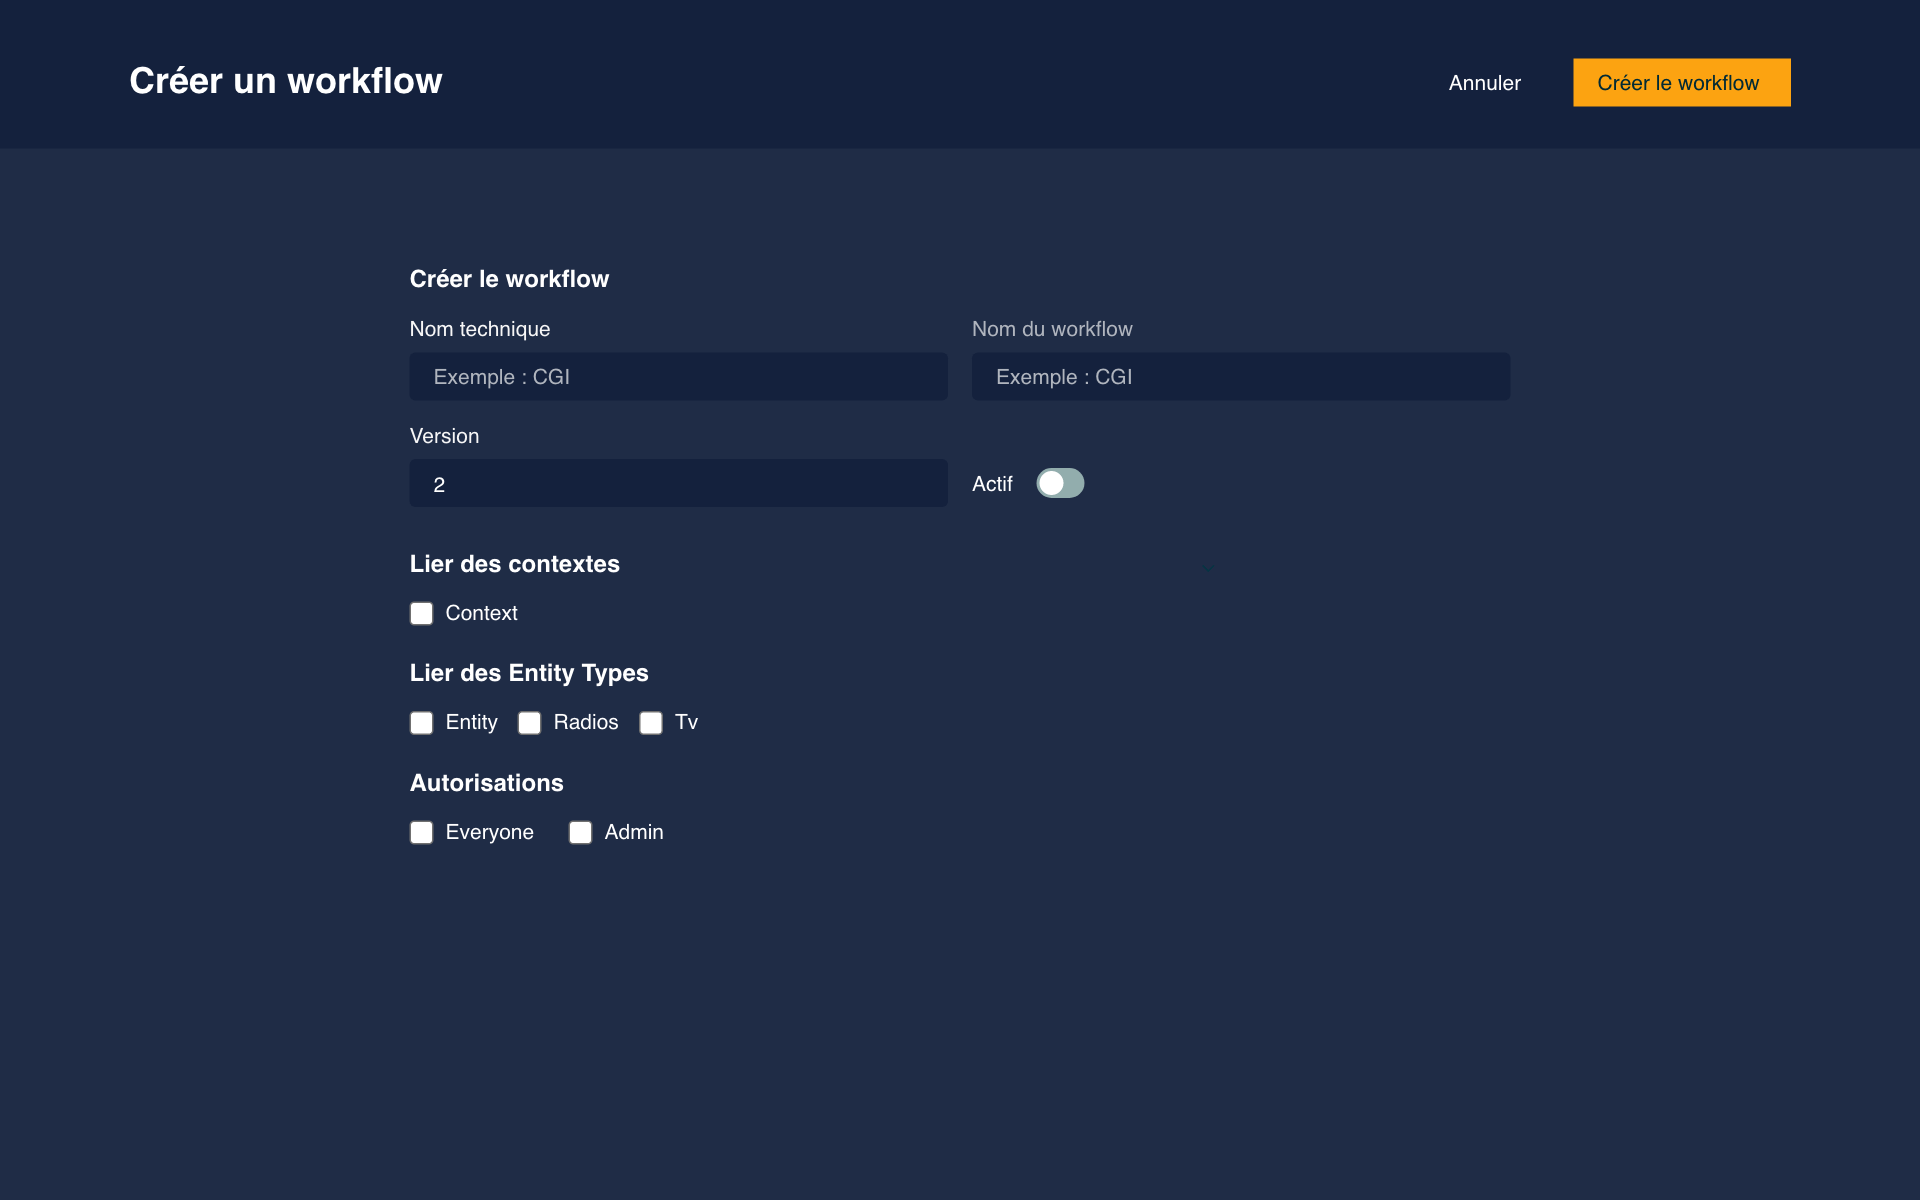 Créer un workflow
Annuler
Créer le workflow
Créer le workflow
Nom technique
Nom du workflow
Exemple : CGI
Exemple : CGI
Version
2
Actif
Lier des contextes
Context
Lier des Entity Types
Entity
Radios
Tv
Autorisations
Everyone
Admin